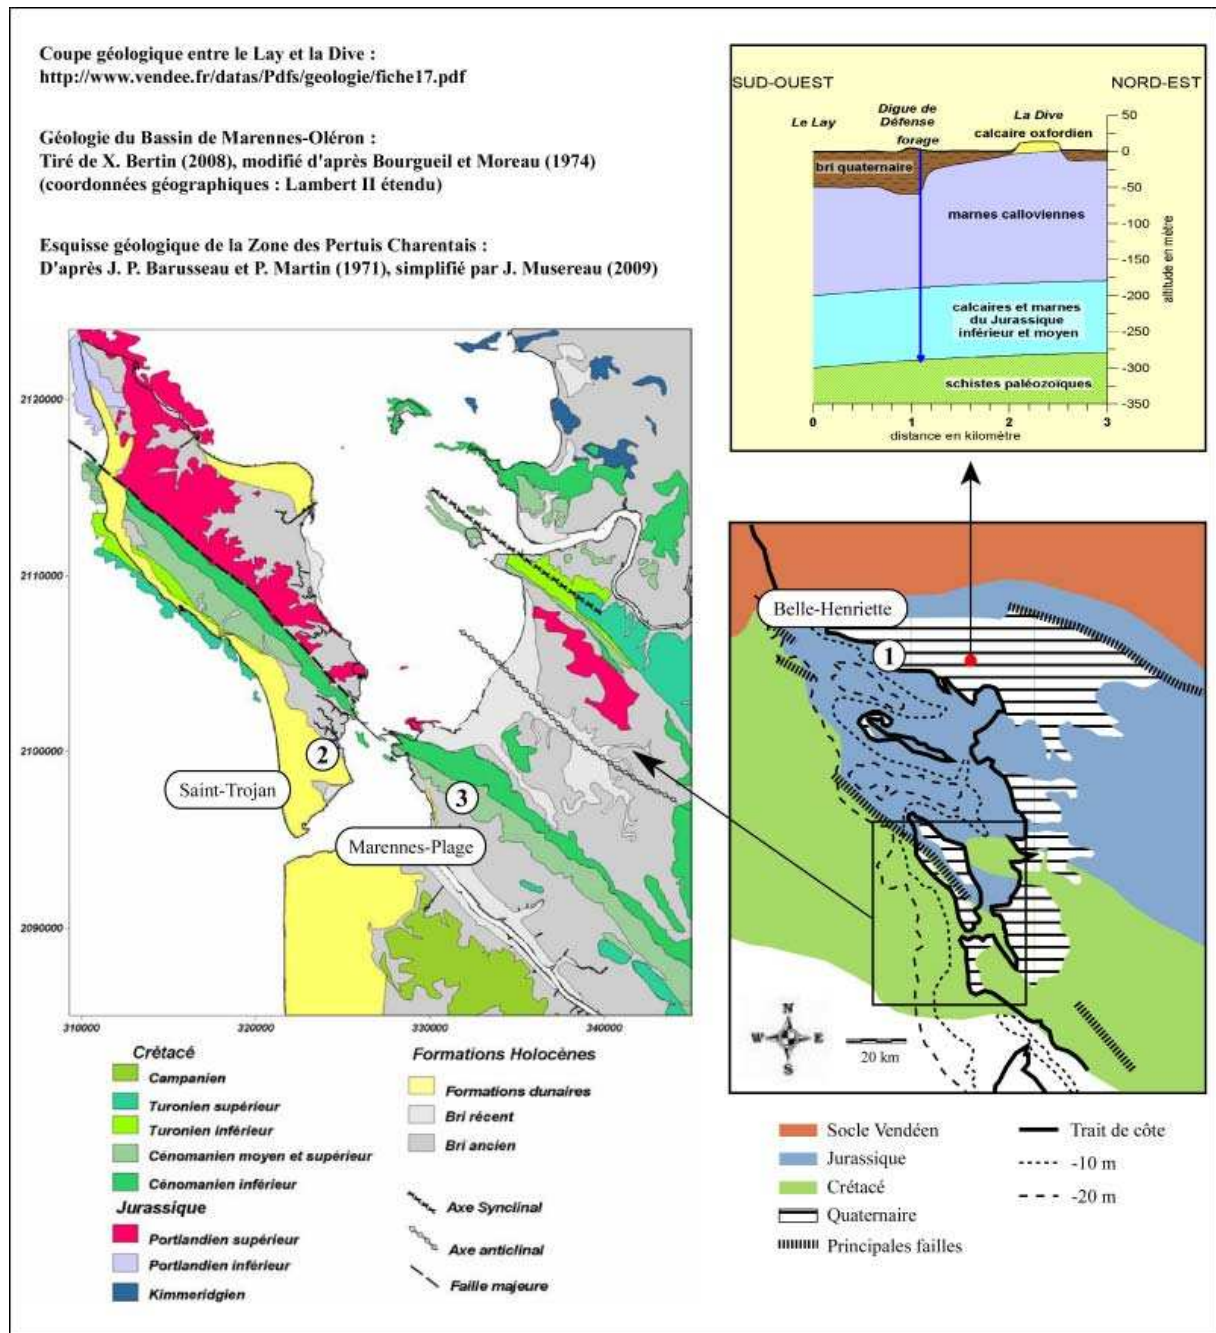 Coupe géologique entre le Lay et la Dive :
http://www.vendee.fr/datas/Pdfs/geologie/fiche17.pdf
Géologie du Bassin de Marennes-Oléron :
Tiré de X. Bertin (2008), modifié d'après Bourgueil et Moreau (1974)
(coordonnées géographiques : Lambert II étendu)
Esquisse géologique de la Zone des Pertuis Charentais :
D'après J. P. Barusseau et P. Martin (1971), simplifié par J. Musereau (2009)
SUD-OUEST
NORD-EST
Le Lay
Digue de
Défense
forage
La Dive
calcaire oxfordien
bri quaternaire
marnes calloviennes
calcaires et marnes
du Jurassique
inférieur et moyen
schistes paléozoïques
50
0
-50
-100
-150
-200
-250
-300
-350
altitude en mètre
0
1
2
3
distance en kilomètre
2120000
2110000
2100000
2090000
310000
320000
330000
340000
2
Saint-Trojan
3
Marennes-Plage
Crétacé
Campanien
Turonien supérieur
Turonien inférieur
Cénomanien moyen et supérieur
Cénomanien inférieur
Jurassique
Portlandien supérieur
Portlandien inférieur
Kimmeridgien
Formations Holocènes
Formations dunaires
Bri récent
Bri ancien
Axe Synclinal
Axe anticlinal
Faille majeure
Belle-Henriette
1
N
W
E
S
20 km
Socle Vendéen
Jurassique
Crétacé
Quaternaire
Principales failles
Trait de côte
-10 m
-20 m